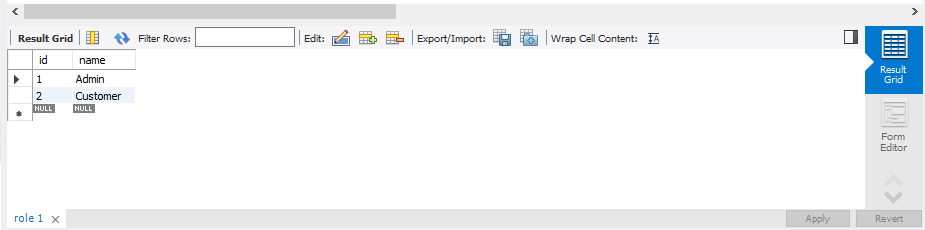 Result Grid Filter Rows: Edit: Export/Import: Wrap Cell Content: IA
id name
1 Admin
2 Customer
NULL NULL
Result
Grid
Form
Editor
role 1 Apply Revert